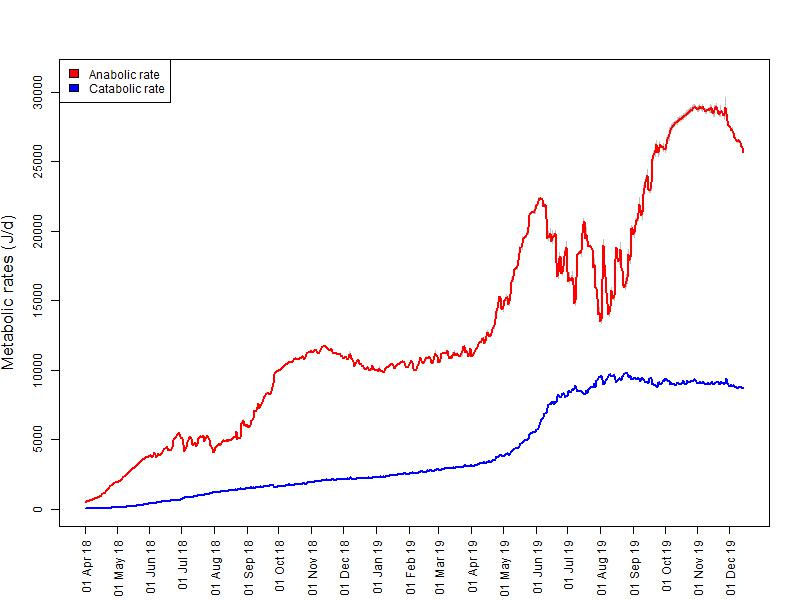 Anabolic rate
Catabolic rate
Metabolic rates (J/d)
30000
25000
20000
15000
10000
5000
0
01 Apr 18
01 May 18
01 Jun 18
01 Jul 18
01 Aug 18
01 Sep 18
01 Oct 18
01 Nov 18
01 Dec 18
01 Jan 19
01 Feb 19
01 Mar 19
01 Apr 19
01 May 19
01 Jun 19
01 Jul 19
01 Aug 19
01 Sep 19
01 Oct 19
01 Nov 19
01 Dec 19